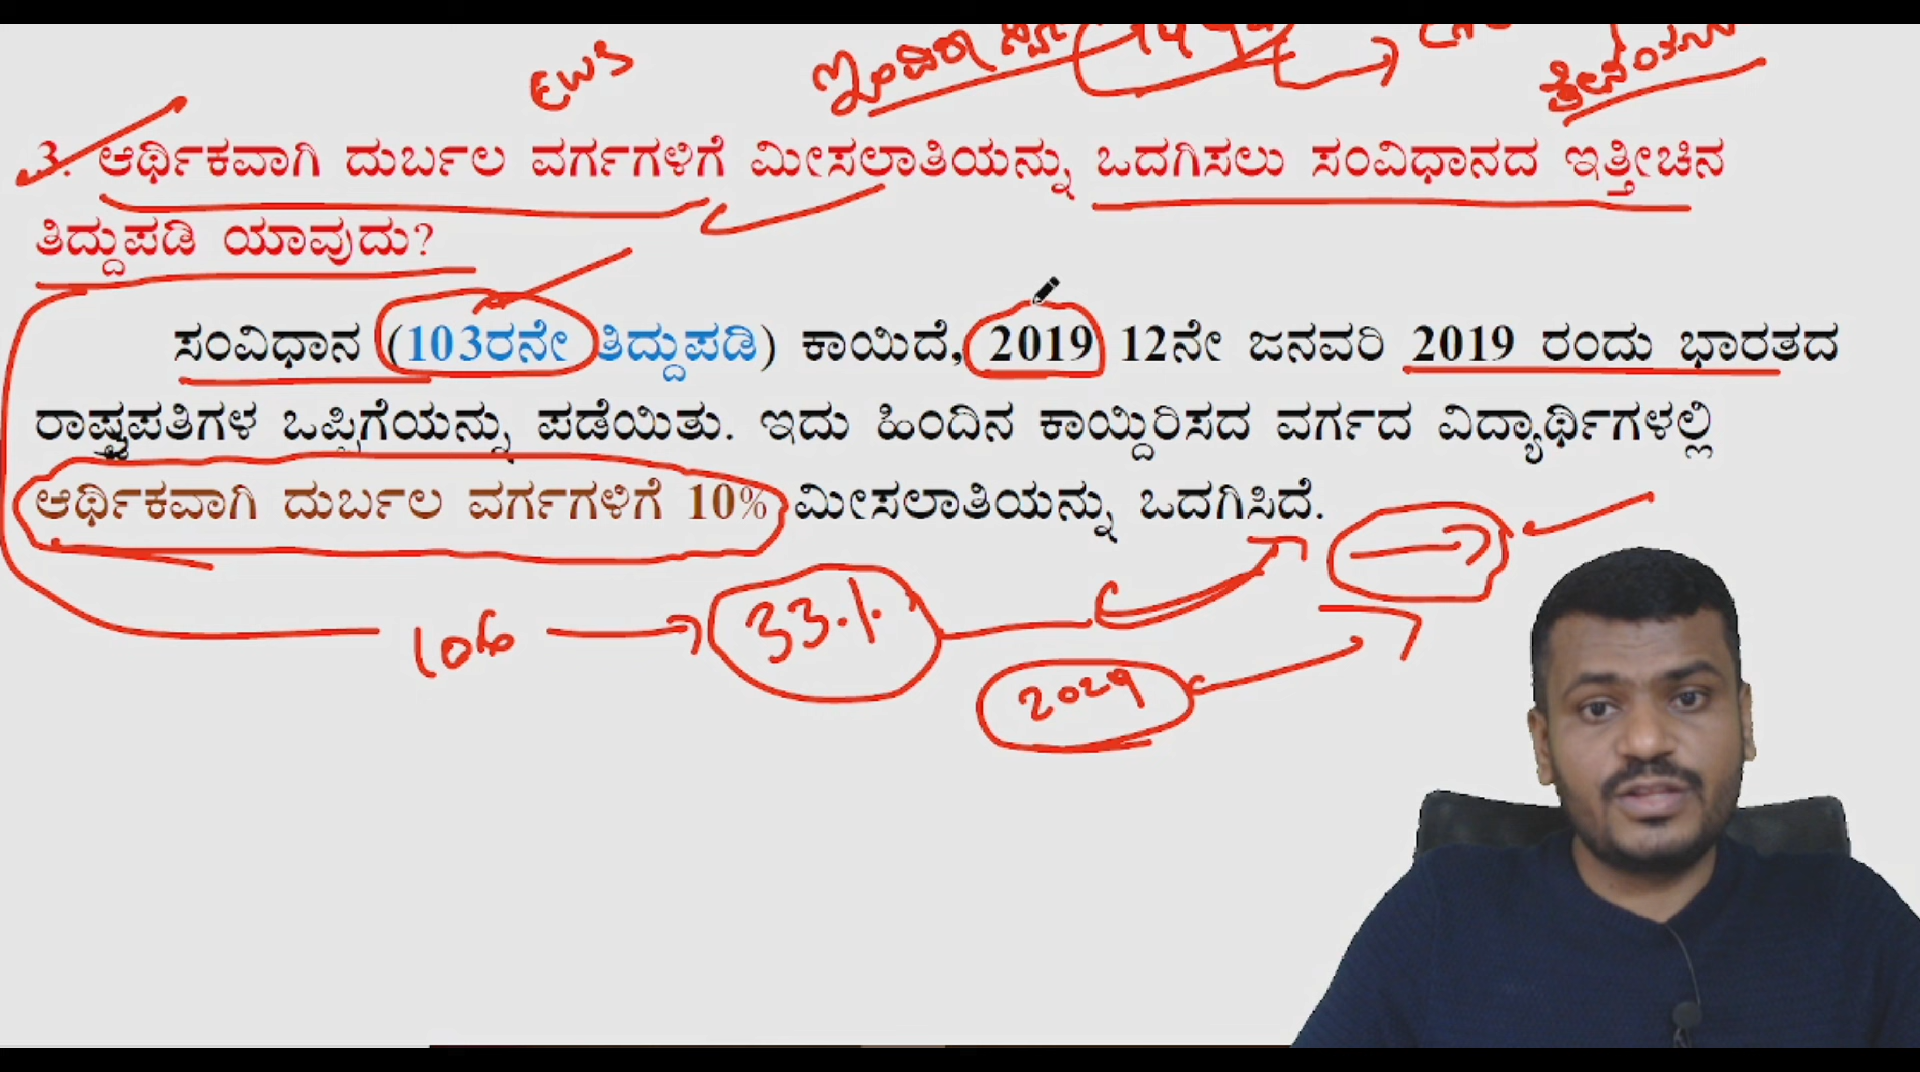 EWS
ಇಂದಿರಾ
3. ಆರ್ಥಿಕವಾಗಿ ದುರ್ಬಲ ವರ್ಗಗಳಿಗೆ ಮೀಸಲಾತಿಯನ್ನು ಒದಗಿಸಲು ಸಂವಿಧಾನದ ಇತ್ತೀಚಿನ
ತಿದ್ದುಪಡಿ ಯಾವುದು?
ಸಂವಿಧಾನ (103ರನೇ ತಿದ್ದುಪಡಿ) ಕಾಯಿದೆ, 2019 12ನೇ ಜನವರಿ 2019 ರಂದು ಭಾರತದ
ರಾಷ್ಟ್ರಪತಿಗಳ ಒಪ್ಪಿಗೆಯನ್ನು ಪಡೆಯಿತು. ಇದು ಹಿಂದಿನ ಕಾಯ್ದಿರಿಸದ ವರ್ಗದ ವಿದ್ಯಾರ್ಥಿಗಳಲ್ಲಿ
ಆರ್ಥಿಕವಾಗಿ ದುರ್ಬಲ ವರ್ಗಗಳಿಗೆ 10% ಮೀಸಲಾತಿಯನ್ನು ಒದಗಿಸಿದೆ.
106 33%
2029